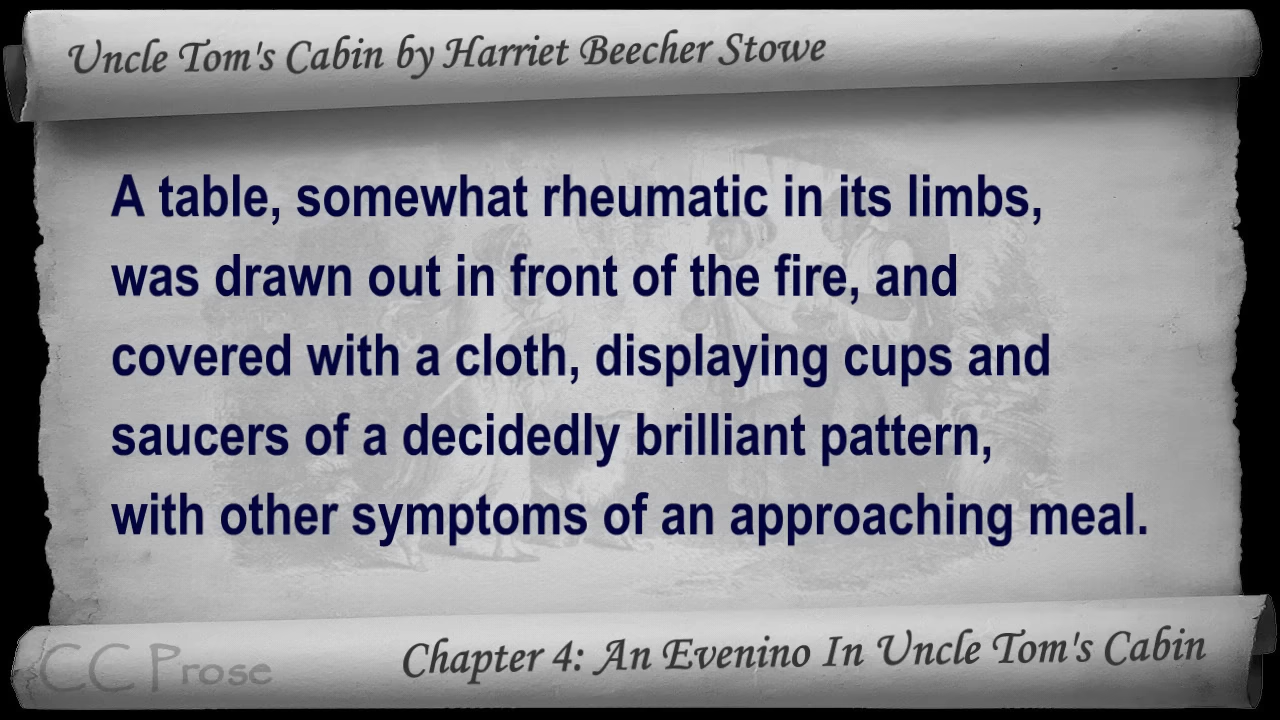 Uncle Tom's Cabin by Harriet Beecher Stowe
A table, somewhat rheumatic in its limbs,
was drawn out in front of the fire, and
covered with a cloth, displaying cups and
saucers of a decidedly brilliant pattern,
with other symptoms of an approaching meal.
CC Prose
Chapter 4: An Evenino In Uncle Tom's Cabin